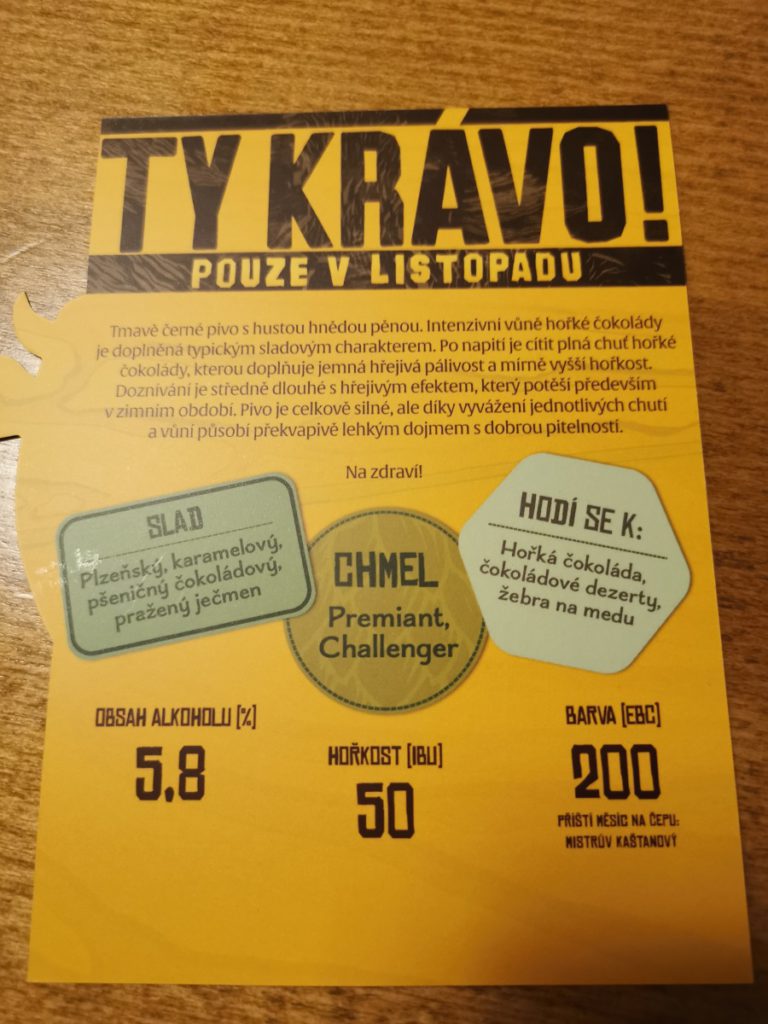 TY KRÁVO!
POUZE V LISTOPADU
Tmavě černé pivo s hustou hnědou pěnou. Intenzivní vůně hořké čokolády
je doplněná typickým sladovým charakterem. Po napití je cítit plná chuť hořké
čokolády, kterou doplňuje jemná hřejivá pálivost a mírně vyšší hořkost.
Doznívání je středně dlouhé s hřejivým efektem, který potěší především
v zimním období. Pivo je celkově silné, ale díky vyvážení jednotlivých chutí
a vůní působí překvapivě lehkým dojmem s dobrou pitelností.
Na zdraví!
SLAD
Plzeňský, karamelový,
pšeničný čokoládový,
pražený ječmen
CHMEL
Premiant,
Challenger
HODÍ SE K:
Hořká čokoláda,
čokoládové dezerty,
žebra na medu
OBSAH ALKOHOLU [%]
5,8
HOŘKOST [IBU]
50
BARVA [EBC]
200
PŘÍŠTÍ MĚSÍC NA ČEPU:
MISTRŮV KAŠTANOVÝ